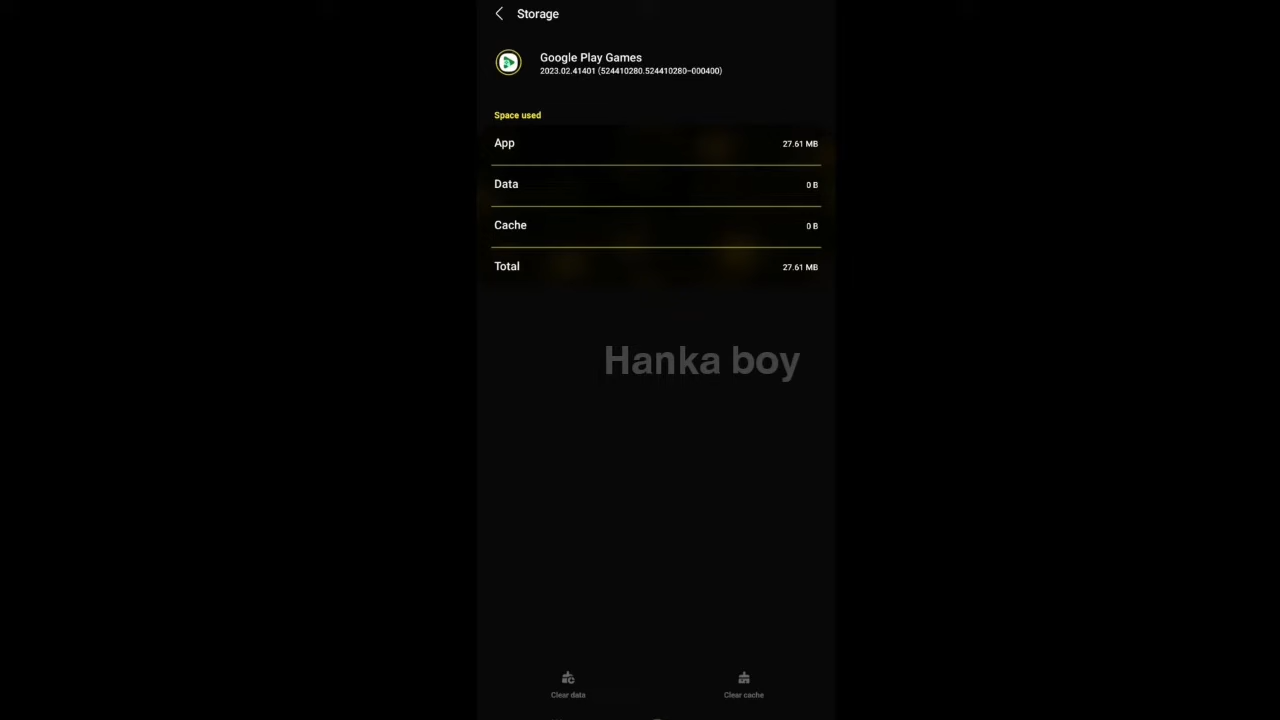 Storage
Google Play Games
2023.02.41401 (524410280.524410280-000400)
Space used
App 27.61 MB
Data 0 B
Cache 0 B
Total 27.61 MB
Hanka boy
Clear data Clear cache